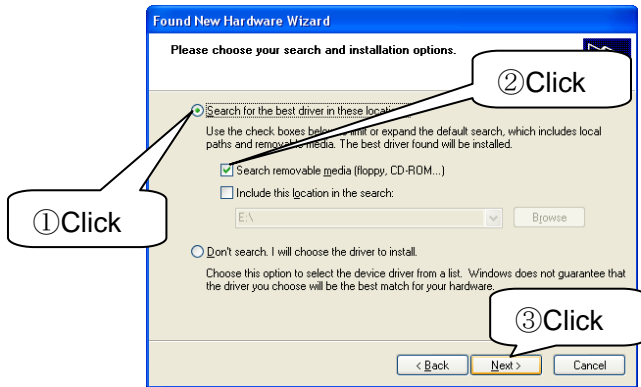 Found New Hardware Wizard
Please choose your search and installation options.
②Click
Search for the best driver in these
Use the check boxes limit or expand the default search, which includes local
paths and removable media. The best driver found will be installed.
Search removable media (floppy, CD-ROM...)
Include this location in the search:
①Click
E:\
Browse
Don't search. I will choose the driver to install.
Choose this option to select the device driver from a list. Windows does not guarantee that
the driver you choose will be the best match for your hardware.
③Click
< Back
Next >
Cancel